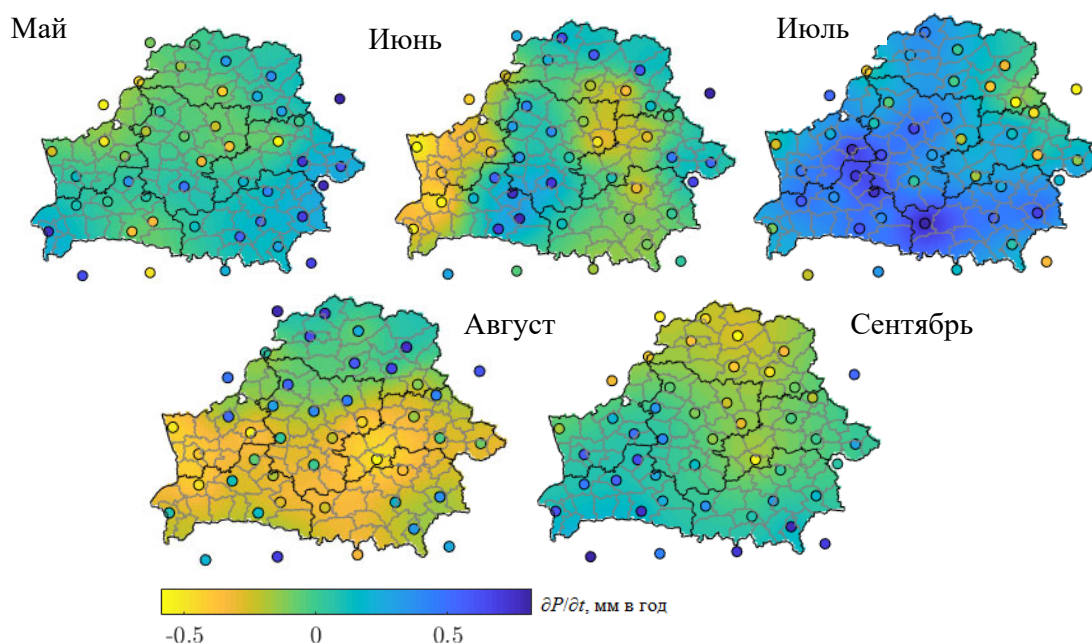 Май
Июнь
Июль
Август
Сентябрь
∂P/∂t, мм в год
-0.5 0 0.5